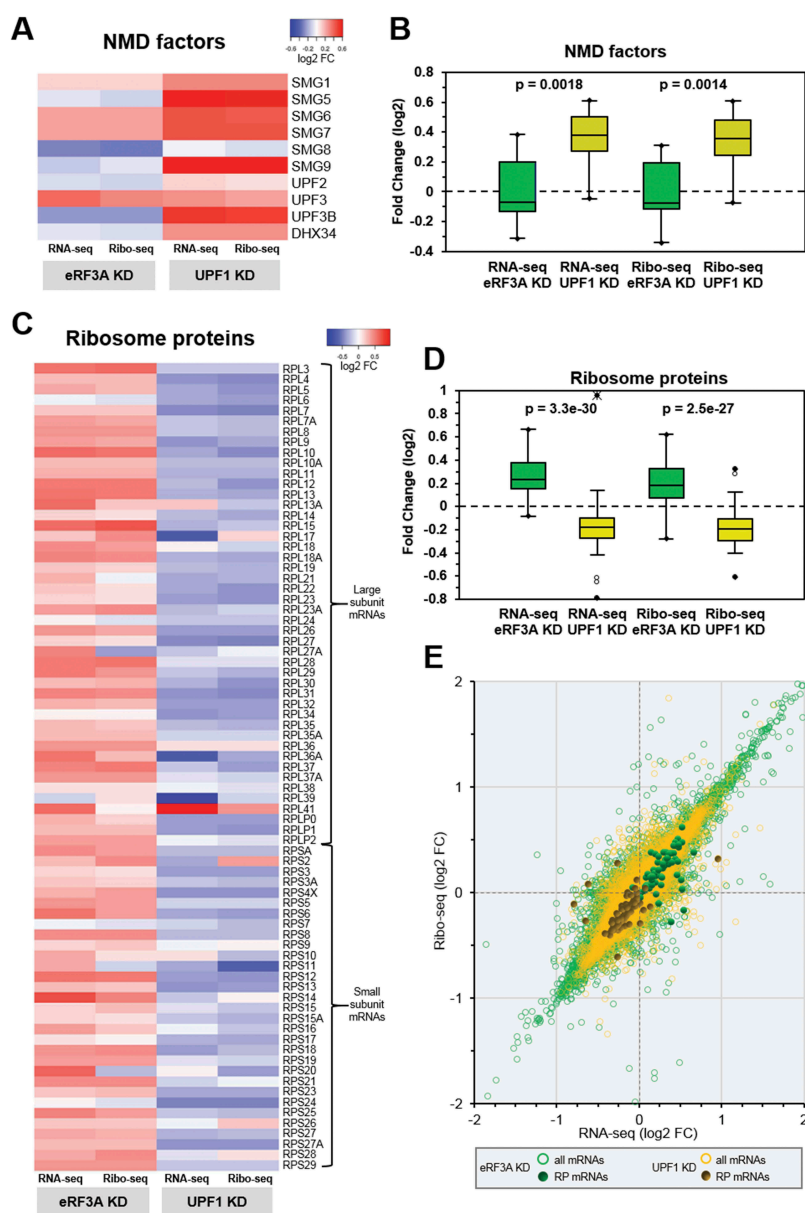 A
NMD factors
-0.6 -0.2 0.2 0.6
log2 FC
SMG1
SMG5
SMG6
SMG7
SMG8
SMG9
UPF2
UPF3
UPF3B
DHX34
RNA-seq Ribo-seq RNA-seq Ribo-seq
eRF3A KD UPF1 KD
B
NMD factors
p = 0.0018 p = 0.0014
Fold Change (log2)
0.8
0.6
0.4
0.2
0
-0.2
-0.4
RNA-seq RNA-seq Ribo-seq Ribo-seq
eRF3A KD UPF1 KD eRF3A KD UPF1 KD
C
Ribosome proteins
-0.5 0 0.5
log2 FC
RPL3
RPL4
RPL5
RPL6
RPL7
RPL7A
RPL8
RPL9
RPL10
RPL10A
RPL11
RPL12
RPL13
RPL13A
RPL14
RPL15
RPL17
RPL18
RPL18A
RPL19
RPL21
RPL22
RPL23
RPL23A
RPL24
RPL26
RPL27
RPL27A
RPL28
RPL29
RPL30
RPL31
RPL32
RPL34
RPL35
RPL35A
RPL36
RPL36A
RPL37
RPL37A
RPL38
RPL39
RPL41
RPLP0
RPLP1
RPLP2
RPSA
RPS2
RPS3
RPS3A
RPS4X
RPS5
RPS6
RPS7
RPS8
RPS9
RPS10
RPS11
RPS12
RPS13
RPS14
RPS15
RPS15A
RPS16
RPS17
RPS18
RPS19
RPS20
RPS21
RPS23
RPS24
RPS25
RPS26
RPS27
RPS27A
RPS28
RPS29
Large
subunit
mRNAs
Small
subunit
mRNAs
RNA-seq Ribo-seq RNA-seq Ribo-seq
eRF3A KD UPF1 KD
D
Ribosome proteins
p = 3.3e-30 p = 2.5e-27
Fold Change (log2)
1
0.8
0.6
0.4
0.2
0
-0.2
-0.4
-0.6
-0.8
RNA-seq RNA-seq Ribo-seq Ribo-seq
eRF3A KD UPF1 KD eRF3A KD UPF1 KD
E
2
1
0
-1
-2
Ribo-seq (log2 FC)
-2 -1 0 1 2
RNA-seq (log2 FC)
eRF3A KD all mRNAs UPF1 KD all mRNAs
RP mRNAs RP mRNAs